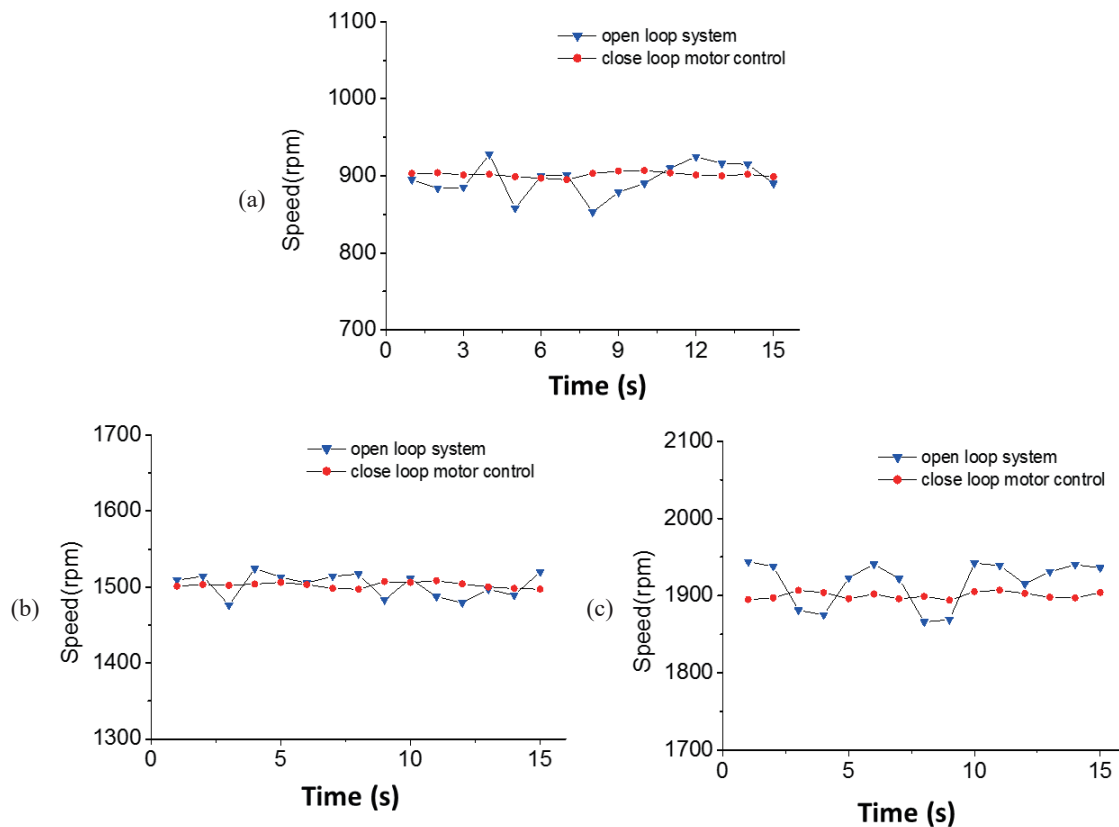 (a)
Speed(rpm)
1100
1000
900
800
700
open loop system
close loop motor control
0 3 6 9 12 15
Time (s)
(b)
Speed(rpm)
1700
1600
1500
1400
1300
open loop system
close loop motor control
0 5 10 15
Time (s)
(c)
Speed(rpm)
2100
2000
1900
1800
1700
open loop system
close loop motor control
0 5 10 15
Time (s)